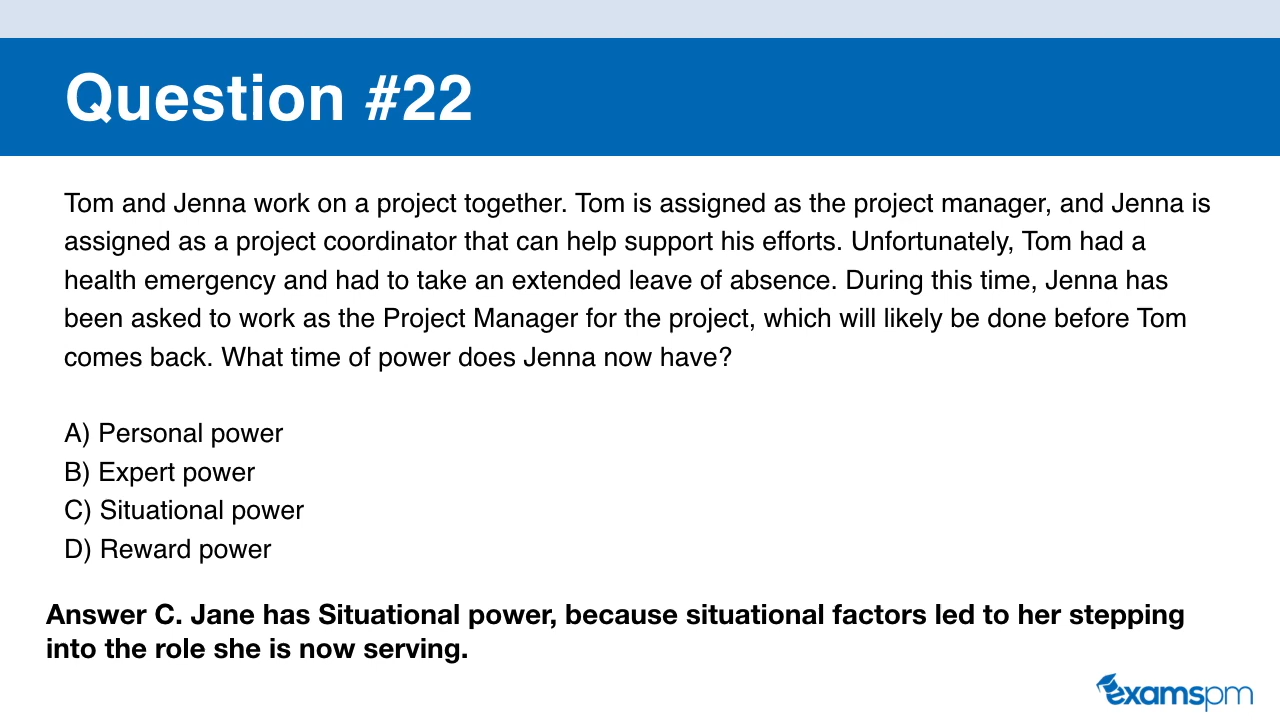 Question #22
Tom and Jenna work on a project together. Tom is assigned as the project manager, and Jenna is
assigned as a project coordinator that can help support his efforts. Unfortunately, Tom had a
health emergency and had to take an extended leave of absence. During this time, Jenna has
been asked to work as the Project Manager for the project, which will likely be done before Tom
comes back. What time of power does Jenna now have?
A) Personal power
B) Expert power
C) Situational power
D) Reward power
Answer C. Jane has Situational power, because situational factors led to her stepping
into the role she is now serving.
examspm